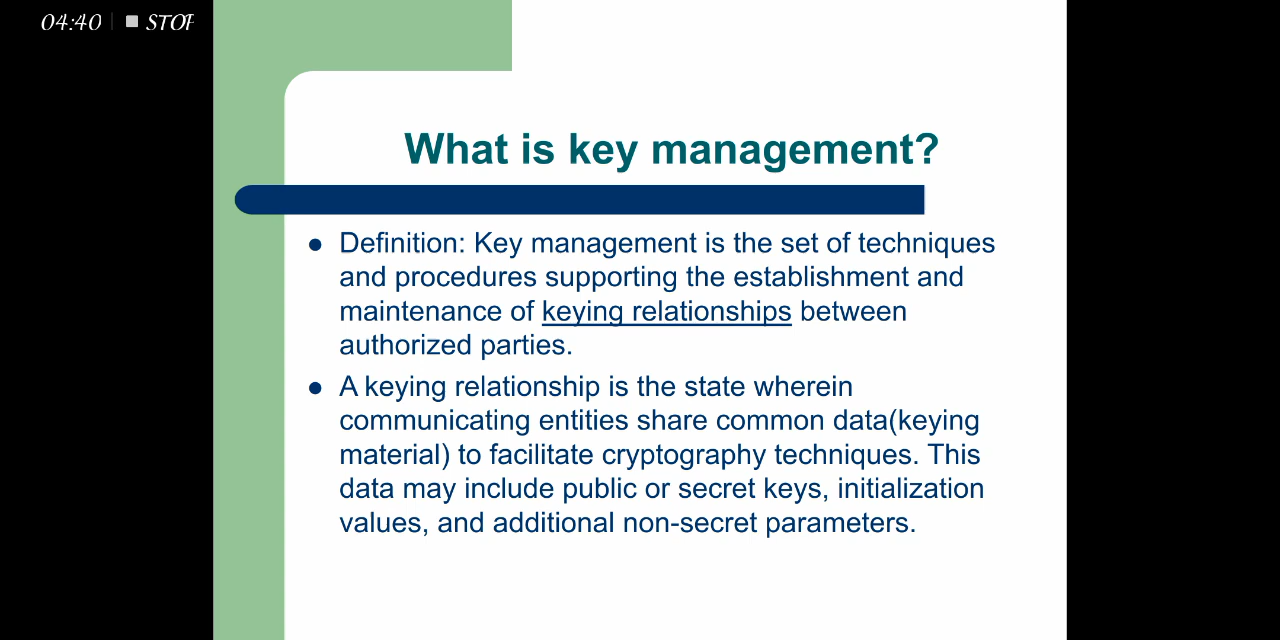 04:40 STOP
What is key management?
● Definition: Key management is the set of techniques
and procedures supporting the establishment and
maintenance of keying relationships between
authorized parties.
● A keying relationship is the state wherein
communicating entities share common data(keying
material) to facilitate cryptography techniques. This
data may include public or secret keys, initialization
values, and additional non-secret parameters.